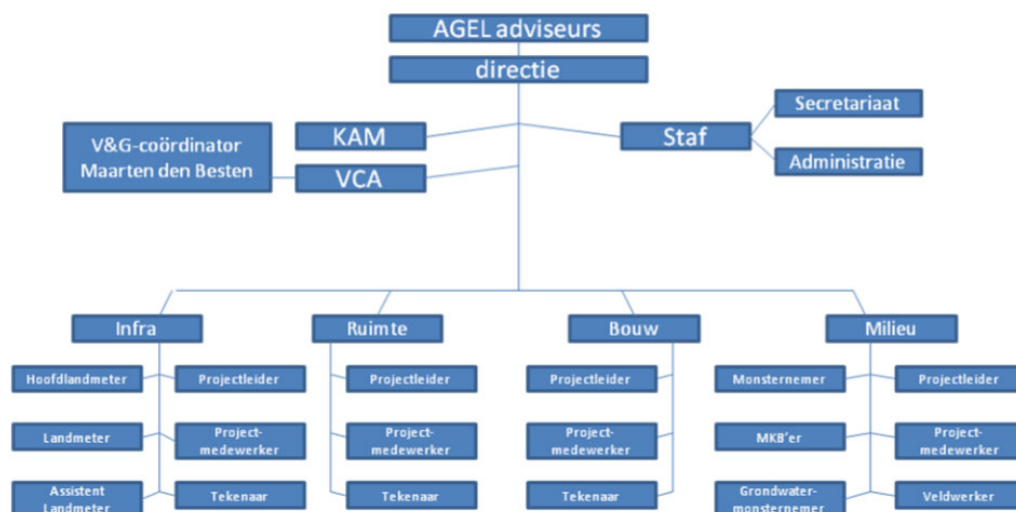 AGEL adviseurs
directie
Secretariaat
V&G-coördinator
Maarten den Besten
KAM
Staf
VCA
Administratie
Infra
Ruimte
Bouw
Milieu
Hoofdlandmeter
Projectleider
Projectleider
Projectleider
Monsternemer
Projectleider
Landmeter
Project-
medewerker
Project-
medewerker
Project-
medewerker
MKB'er
Project-
medewerker
Assistent
Landmeter
Tekenaar
Tekenaar
Tekenaar
Grondwater-
monsternemer
Veldwerker